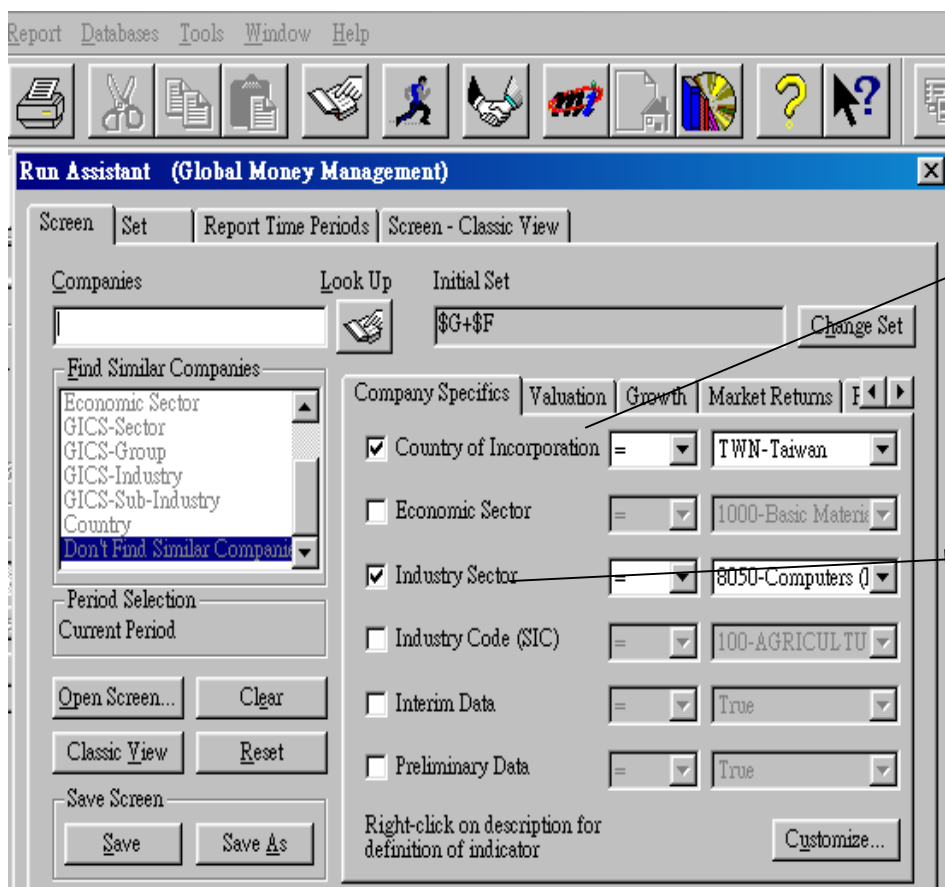 Report Databases Tools Window Help
Run Assistant (Global Money Management)
Screen Set Report Time Periods Screen - Classic View
Companies Look Up Initial Set
$G+$F Change Set
Find Similar Companies
Economic Sector
GICS-Sector
GICS-Group
GICS-Industry
GICS-Sub-Industry
Country
Don't Find Similar Companie
Period Selection
Current Period
Open Screen... Clear
Classic View Reset
Save Screen
Save Save As
Company Specifics Valuation Growth Market Returns
Country of Incorporation = TWN-Taiwan
Economic Sector = 1000-Basic Materia
Industry Sector = 8050-Computers (
Industry Code (SIC) = 100-AGRICULTU
Interim Data = True
Preliminary Data = True
Right-click on description for
definition of indicator
Customize...